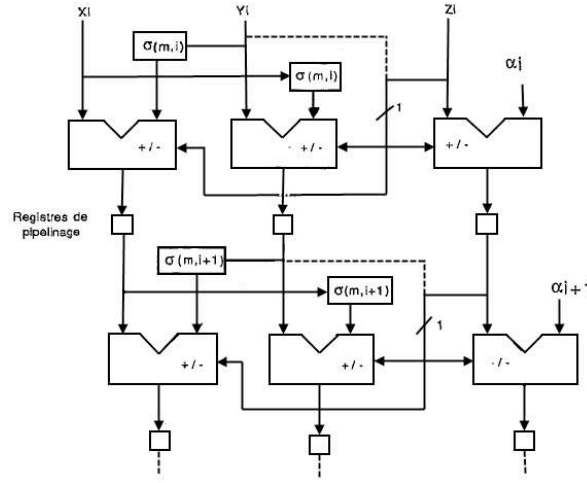 Xi
Yi
Zi
σ(m,i)
σ(m,i)
αi
1
+/-
· +/-
+/-
Registres de
pipelinage
σ(m,i+1)
σ(m,i+1)
αi+1
1
+/-
+/-
·/-